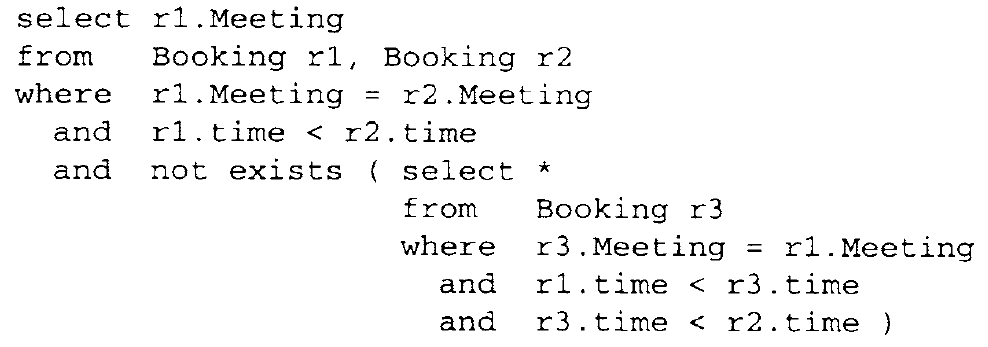 select r1.Meeting
from   Booking r1, Booking r2
where  r1.Meeting = r2.Meeting
  and  r1.time < r2.time
  and  not exists ( select *
                    from   Booking r3
                    where  r3.Meeting = r1.Meeting
                      and  r1.time < r3.time
                      and  r3.time < r2.time )